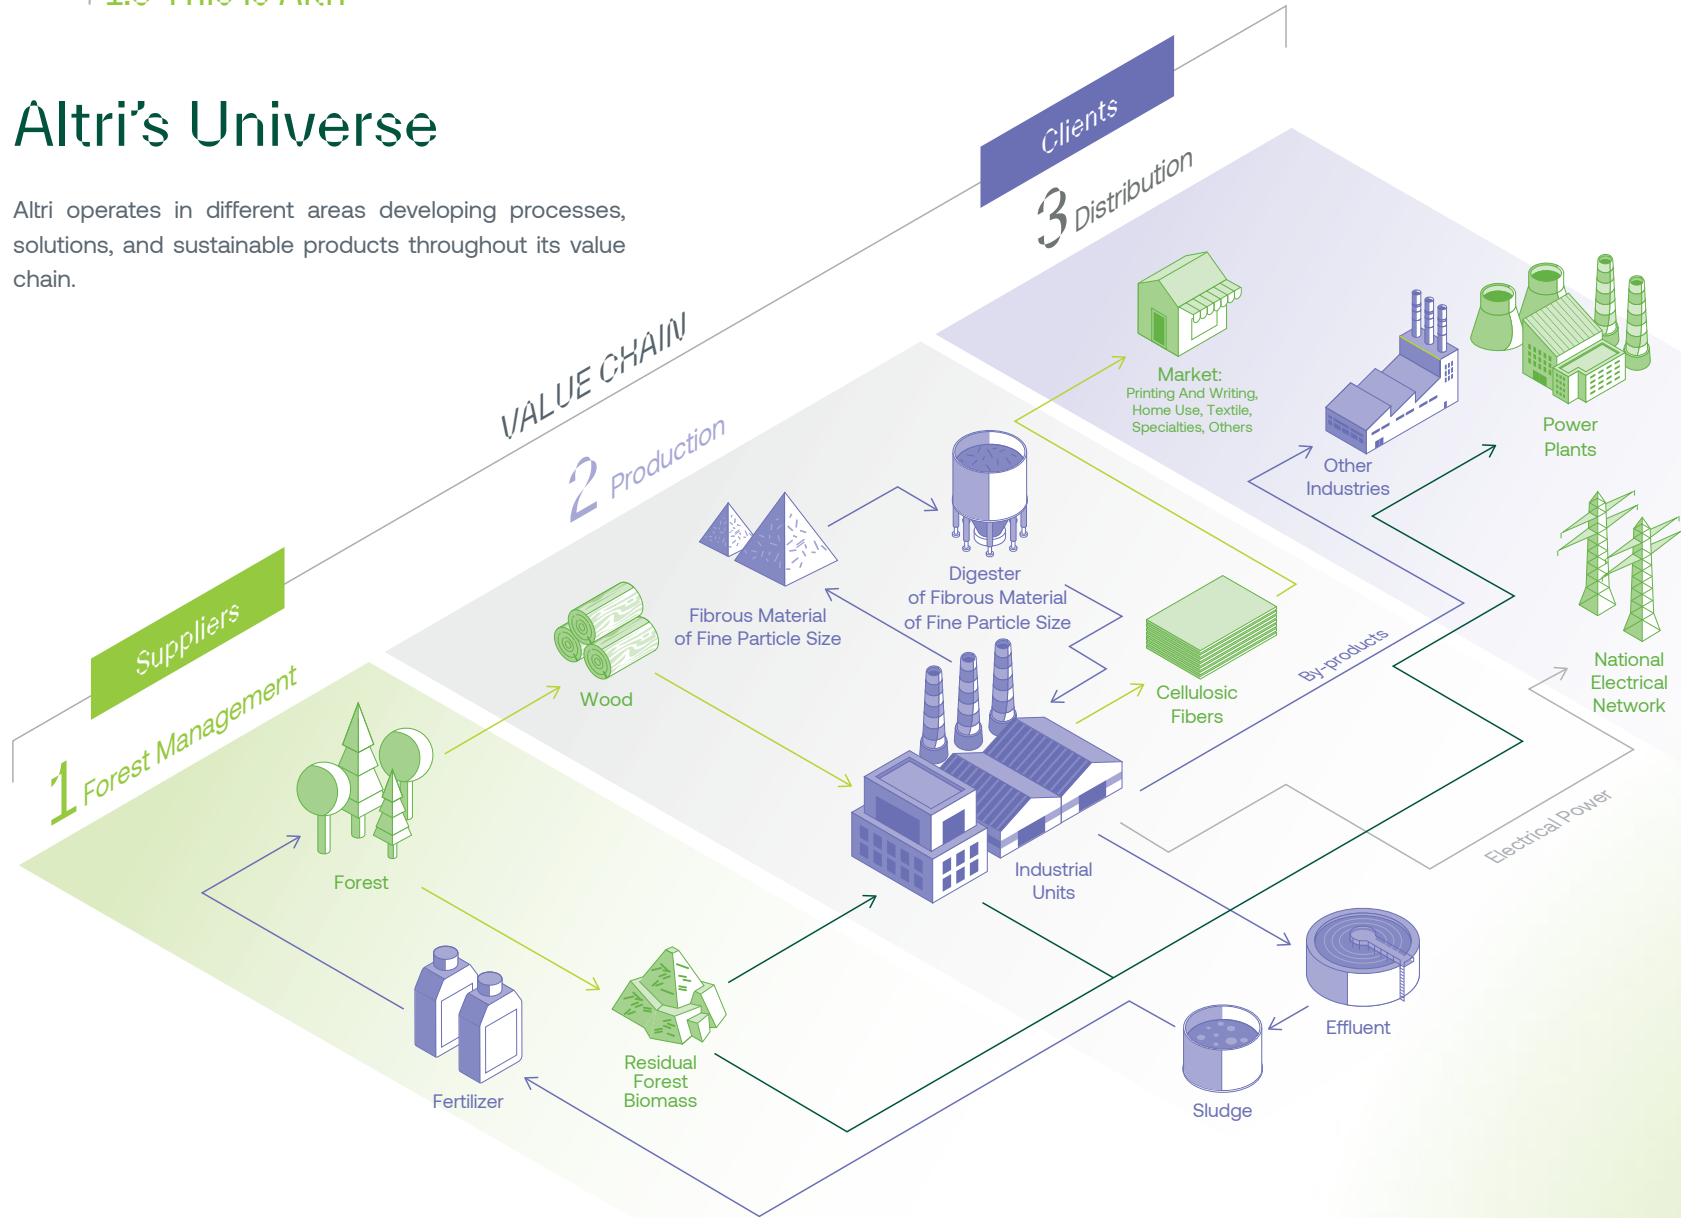 Altri's Universe
Altri operates in different areas developing processes,
solutions, and sustainable products throughout its value
chain.
Clients
3 Distribution
VALUE CHAIN
2 Production
Suppliers
1 Forest Management
Market:
Printing And Writing,
Home Use, Textile,
Specialties, Others
Other
Industries
Power
Plants
National
Electrical
Network
Digester
of Fibrous Material
of Fine Particle Size
Fibrous Material
of Fine Particle Size
Wood
Cellulosic
Fibers
By-products
Electrical Power
Industrial
Units
Forest
Effluent
Sludge
Residual
Forest
Biomass
Fertilizer